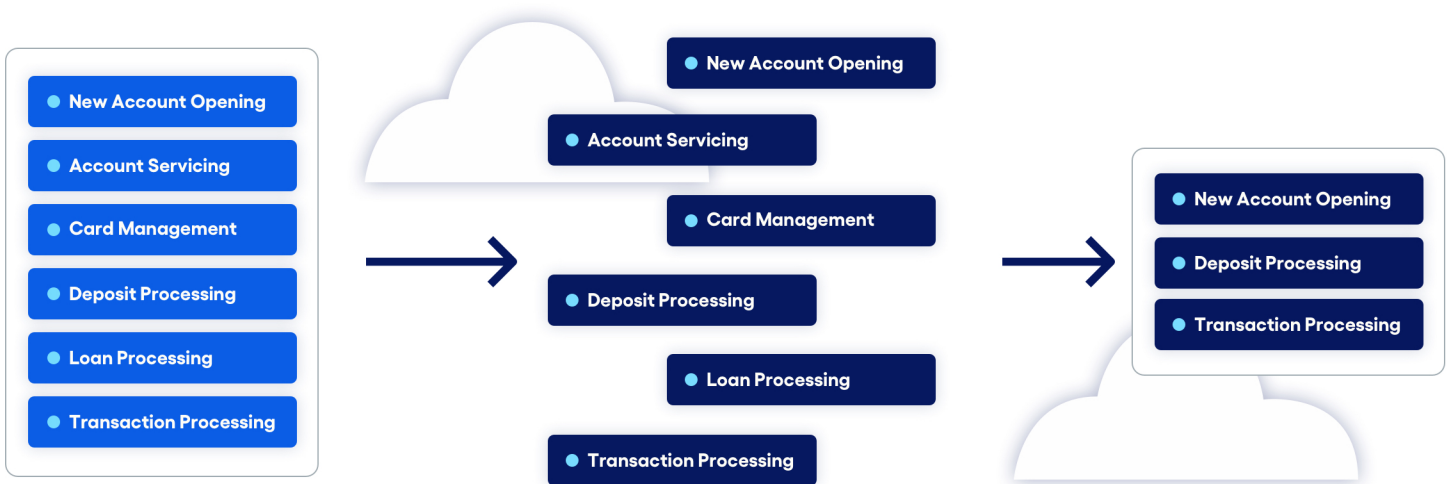 New Account Opening
Account Servicing
Card Management
Deposit Processing
Loan Processing
Transaction Processing
New Account Opening
Account Servicing
Card Management
Deposit Processing
Loan Processing
Transaction Processing
New Account Opening
Deposit Processing
Transaction Processing